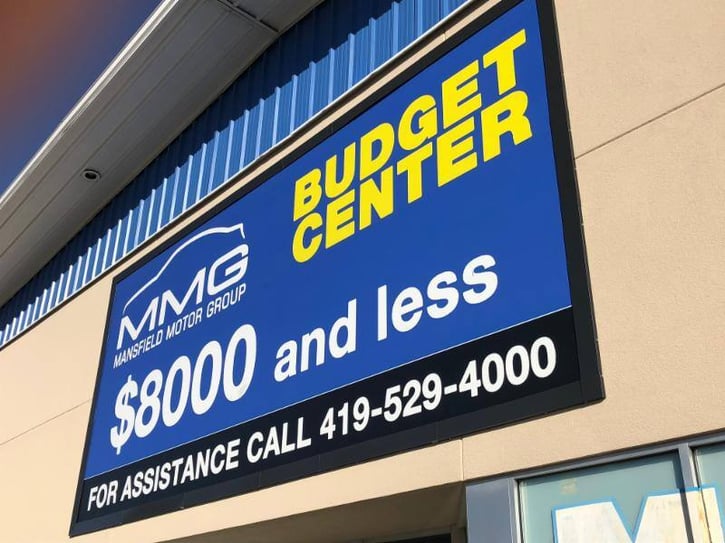 BUDGET
CENTER
MMG
MANSFIELD MOTOR GROUP
$8000 and less
FOR ASSISTANCE CALL 419-529-4000